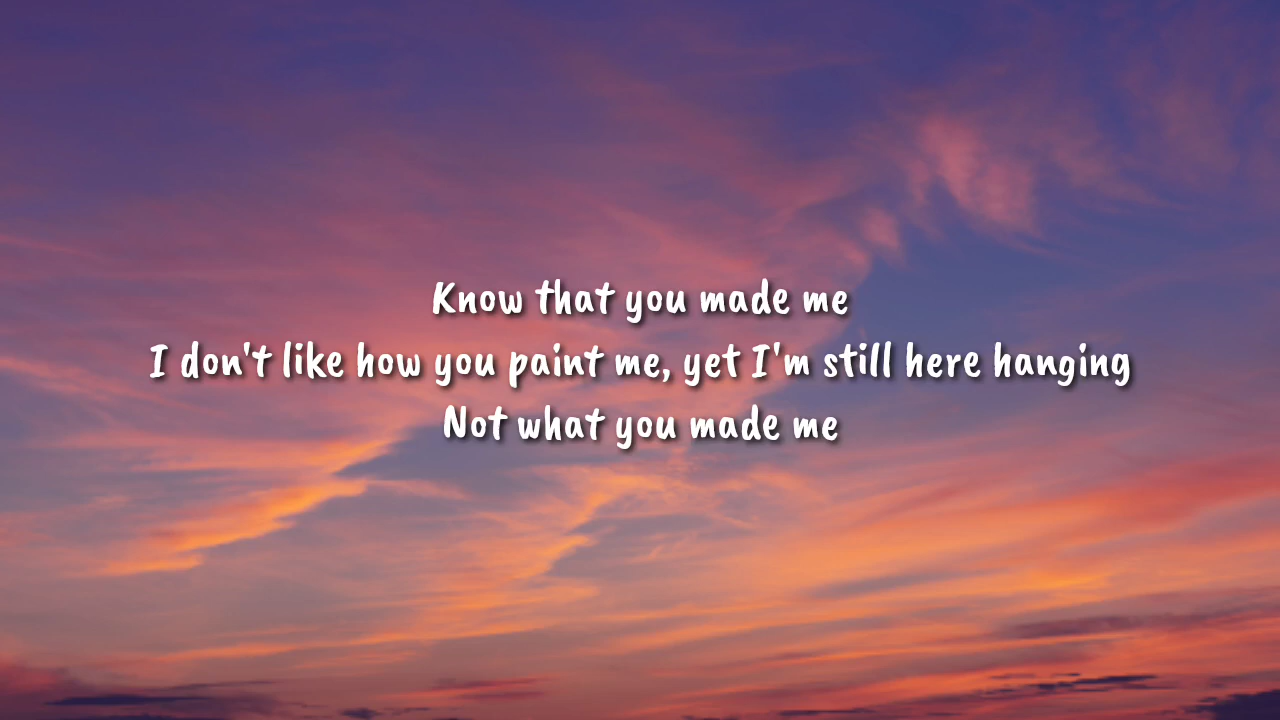 Know that you made me
I don't like how you paint me, yet I'm still here hanging
Not what you made me